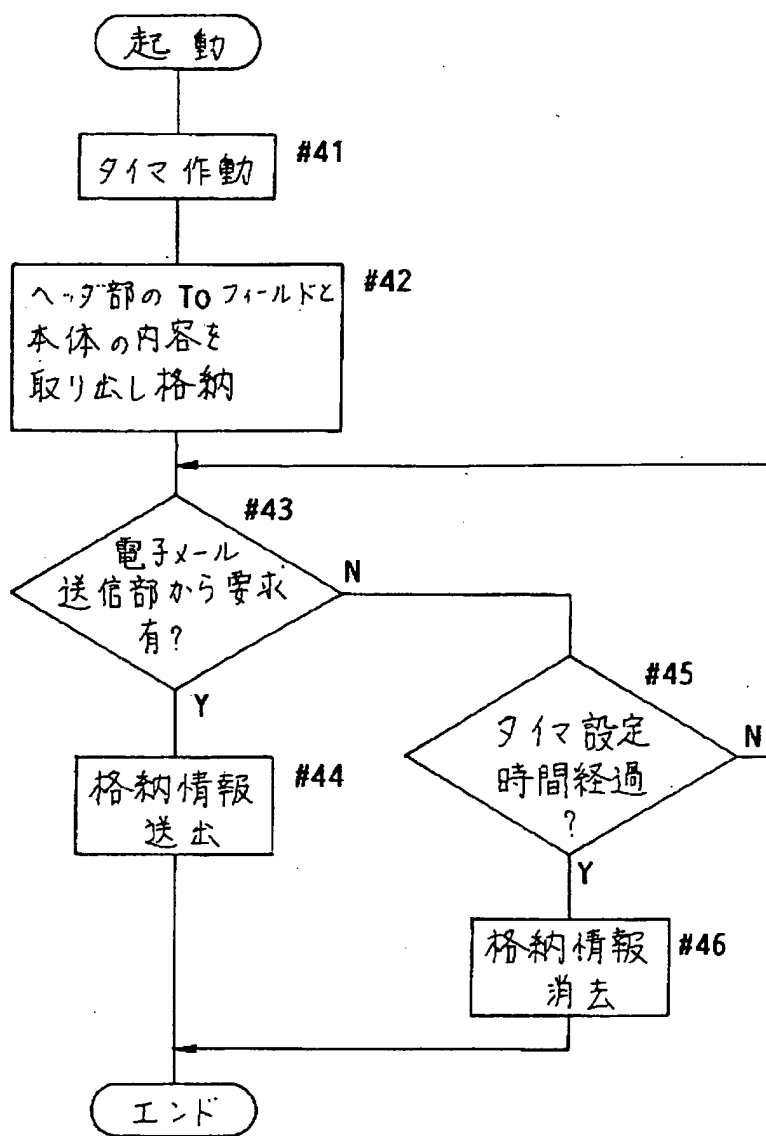 起動
#41
タイマ作動
#42
ヘッダ部のToフィールドと
本体の内容を
取り出し格納
#43
電子メール
送信部から要求
有?
N
Y
#45
タイマ設定
時間経過
?
N
Y
#44
格納情報
送出
#46
格納情報
消去
エンド